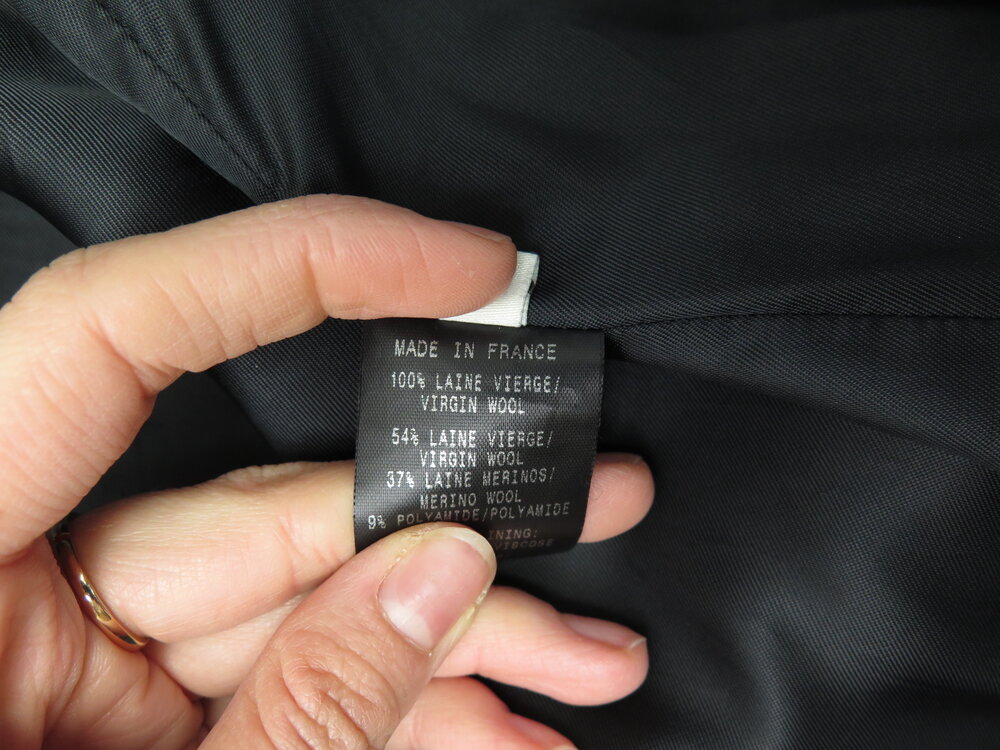 MADE IN FRANCE
100% LAINE VIERGE/
VIRGIN WOOL
54% LAINE VIERGE/
VIRGIN WOOL
37% LAINE MERINOS/
MERINO WOOL
9% POLYAMIDE/POLYAMIDE
/VISCOSE